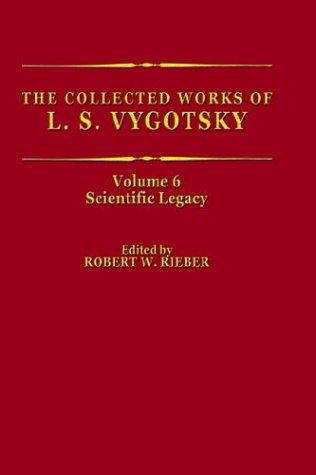 THE COLLECTED WORKS OF
L. S. VYGOTSKY
Volume 6
Scientific Legacy
Edited by
ROBERT W. RIEBER